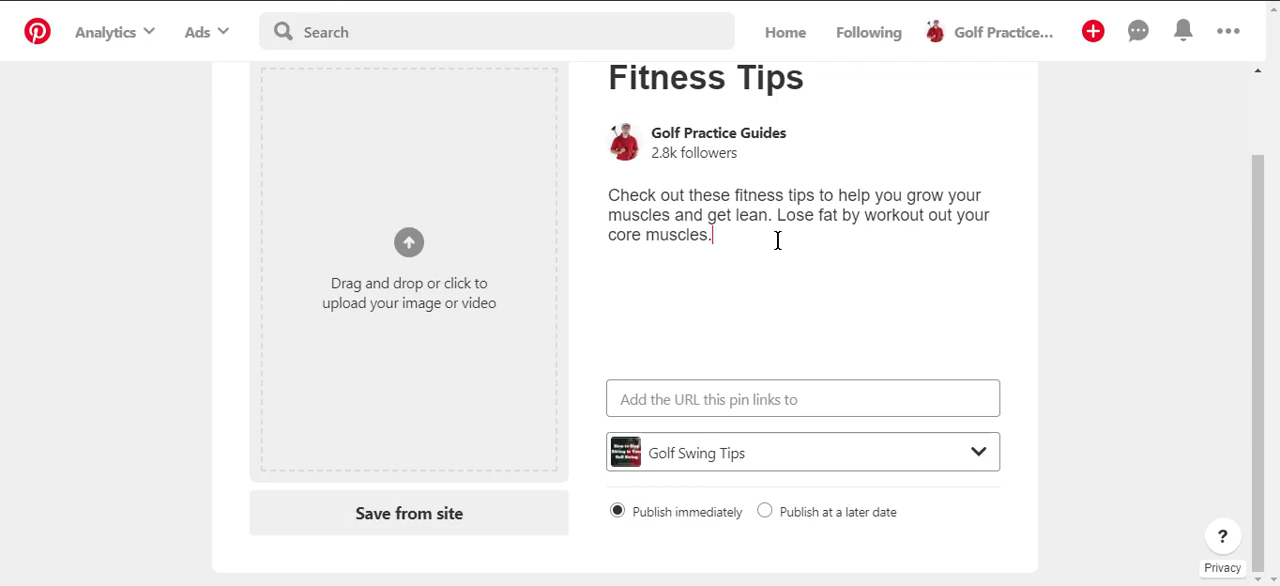 Analytics
Ads
Search
Home
Following
Golf Practice...
Fitness Tips
Golf Practice Guides
2.8k followers
Check out these fitness tips to help you grow your
muscles and get lean. Lose fat by workout out your
core muscles.
Drag and drop or click to
upload your image or video
Add the URL this pin links to
Golf Swing Tips
Save from site
Publish immediately
Publish at a later date
?
Privacy